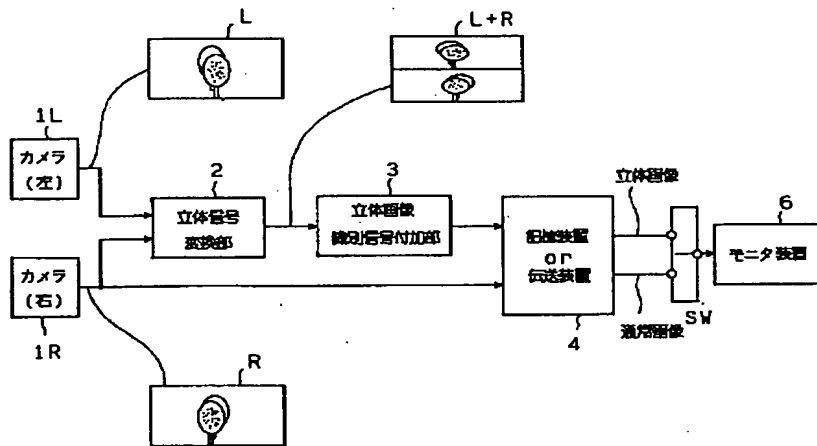 L
L+R
1L
カメラ
(左)
2
立体信号
変換部
3
立体画像
識別信号付加部
記憶装置
or
伝送装置
4
立体画像
通常画像
SW
6
モニタ装置
カメラ
(右)
1R
R